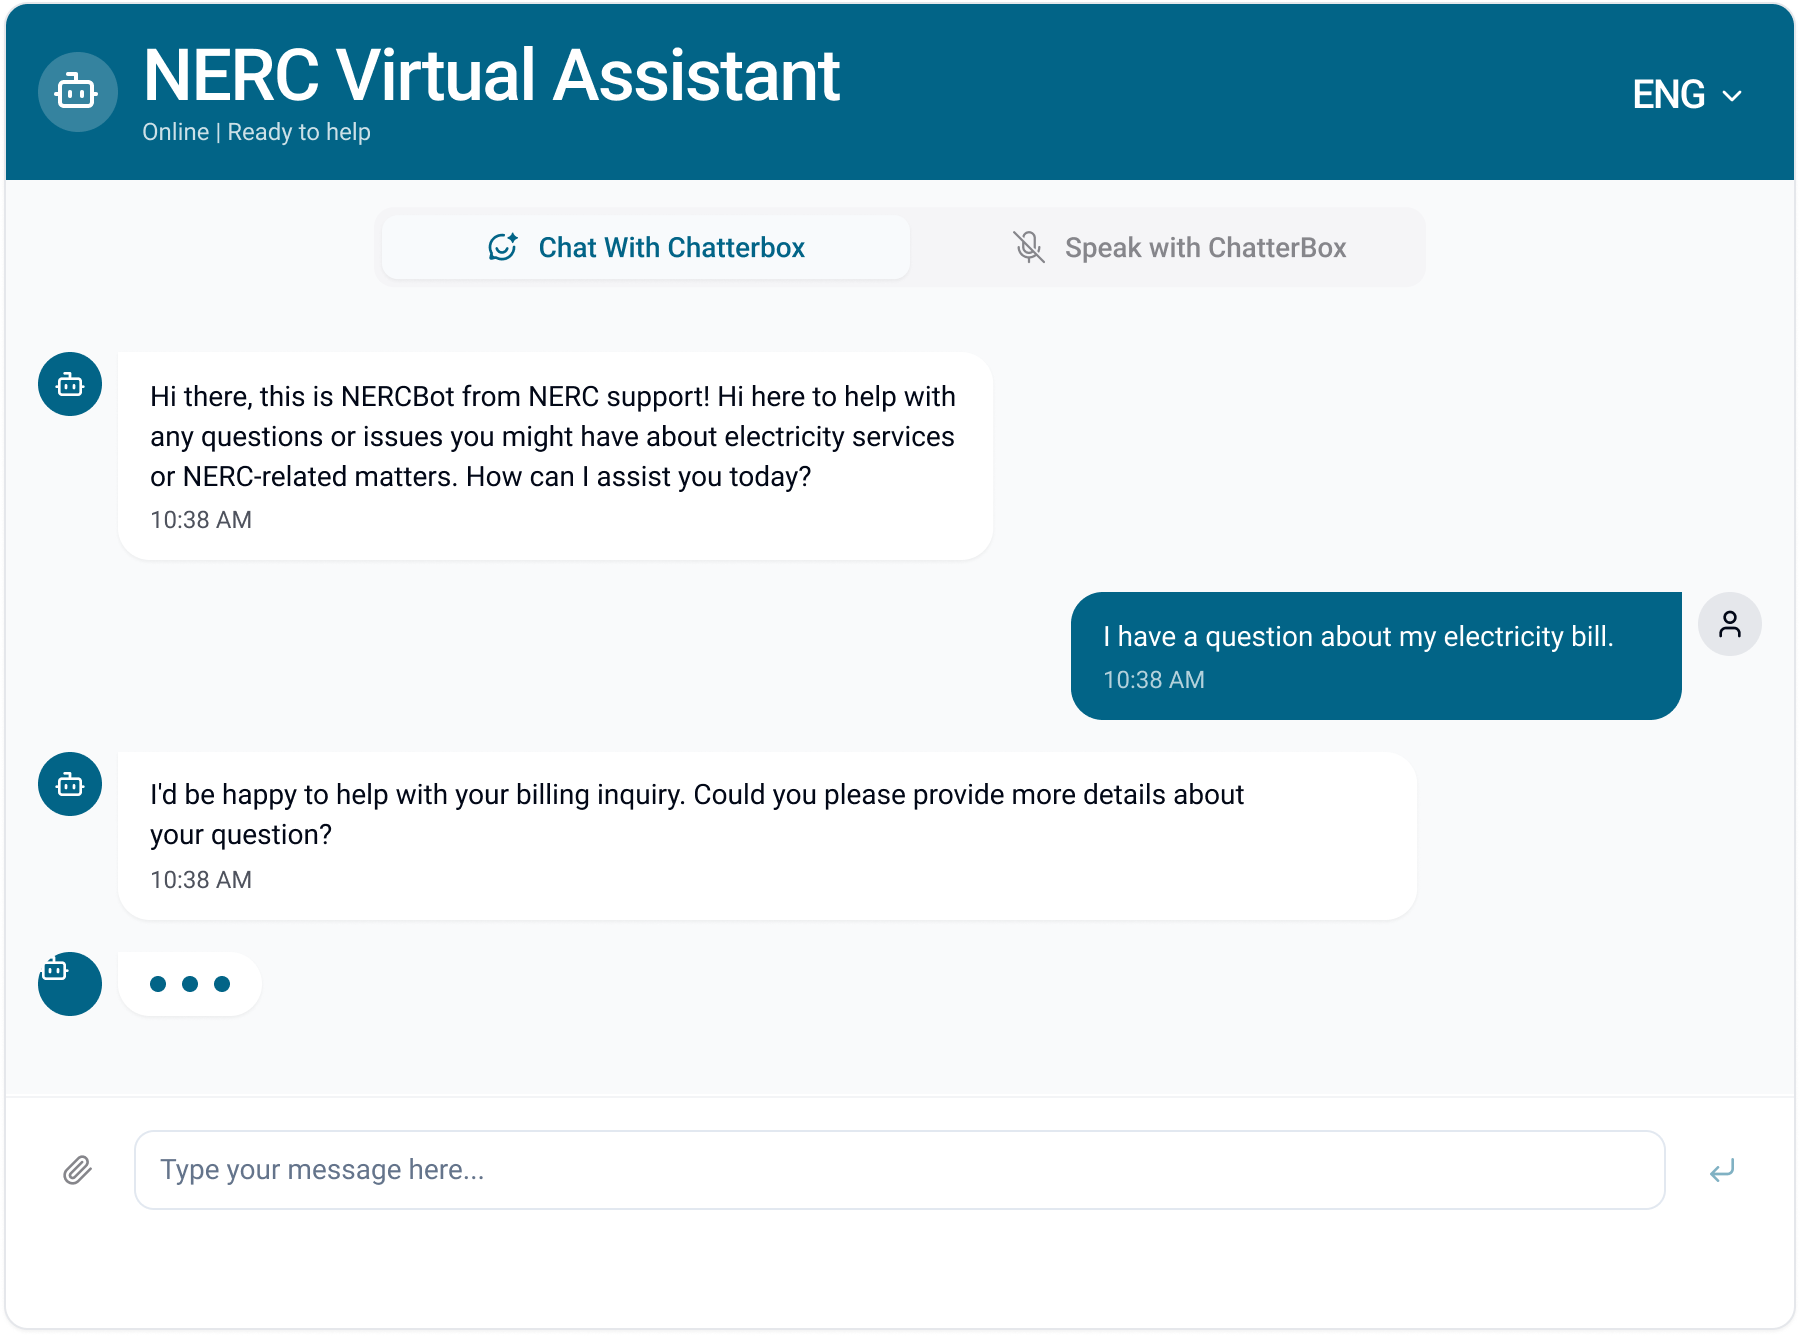 NERC Virtual Assistant
Online | Ready to help
ENG
Chat With Chatterbox
Speak with ChatterBox
Hi there, this is NERCBot from NERC support! Hi here to help with
any questions or issues you might have about electricity services
or NERC-related matters. How can I assist you today?
10:38 AM
I have a question about my electricity bill.
10:38 AM
I'd be happy to help with your billing inquiry. Could you please provide more details about
your question?
10:38 AM
Type your message here...